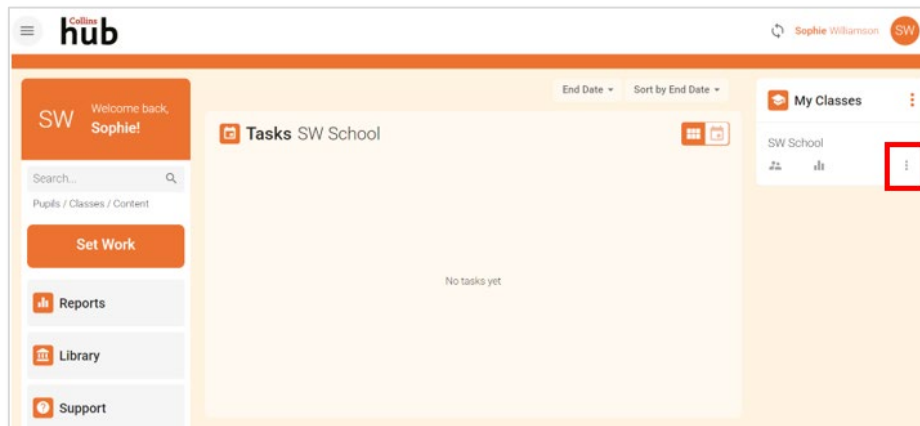 Collins
hub
Sophie Williamson
SW
SW
Welcome back,
Sophie!
Search...
Pupils / Classes / Content
Set Work
Reports
Library
Support
End Date
Sort by End Date
Tasks SW School
No tasks yet
My Classes
SW School